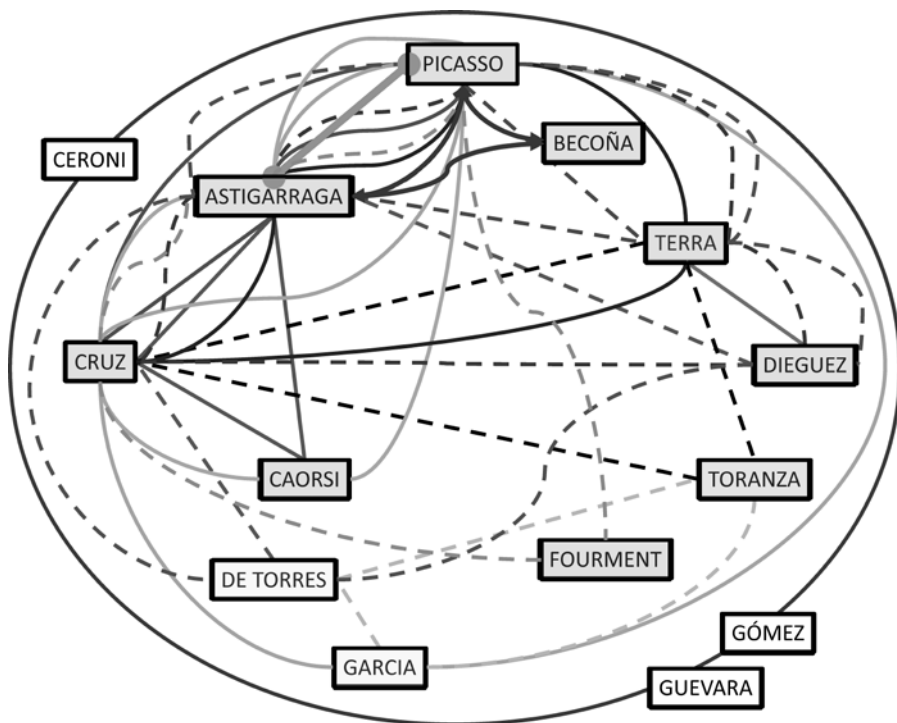 PICASSO
BECOÑA
CERONI
ASTIGARRAGA
TERRA
CRUZ
DIEGUEZ
CAORSI
TORANZA
FOURMENT
DE TORRES
GÓMEZ
GARCIA
GUEVARA